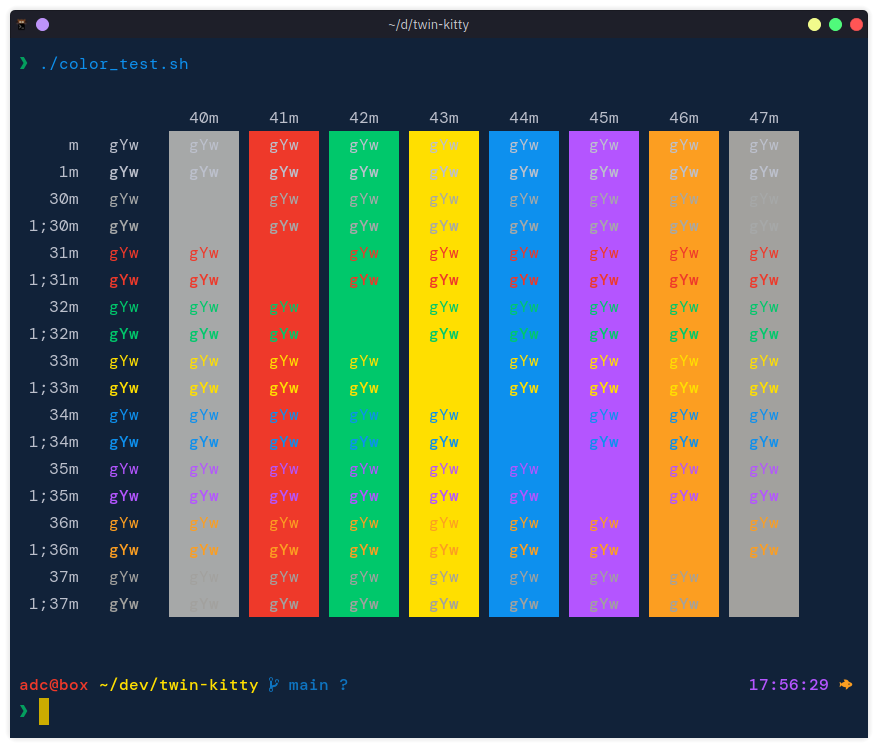 ~/d/twin-kitty
❯ ./color_test.sh
40m 41m 42m 43m 44m 45m 46m 47m
m gYw gYw gYw gYw gYw gYw gYw gYw gYw
1m gYw gYw gYw gYw gYw gYw gYw gYw gYw
30m gYw gYw gYw gYw gYw gYw gYw gYw
1;30m gYw gYw gYw gYw gYw gYw gYw gYw
31m gYw gYw gYw gYw gYw gYw gYw gYw
1;31m gYw gYw gYw gYw gYw gYw gYw gYw
32m gYw gYw gYw gYw gYw gYw gYw gYw
1;32m gYw gYw gYw gYw gYw gYw gYw gYw
33m gYw gYw gYw gYw gYw gYw gYw gYw
1;33m gYw gYw gYw gYw gYw gYw gYw gYw
34m gYw gYw gYw gYw gYw gYw gYw gYw
1;34m gYw gYw gYw gYw gYw gYw gYw gYw
35m gYw gYw gYw gYw gYw gYw gYw gYw
1;35m gYw gYw gYw gYw gYw gYw gYw gYw
36m gYw gYw gYw gYw gYw gYw gYw gYw
1;36m gYw gYw gYw gYw gYw gYw gYw gYw
37m gYw gYw gYw gYw gYw gYw gYw gYw
1;37m gYw gYw gYw gYw gYw gYw gYw gYw
adc@box ~/dev/twin-kitty main ? 17:56:29
❯